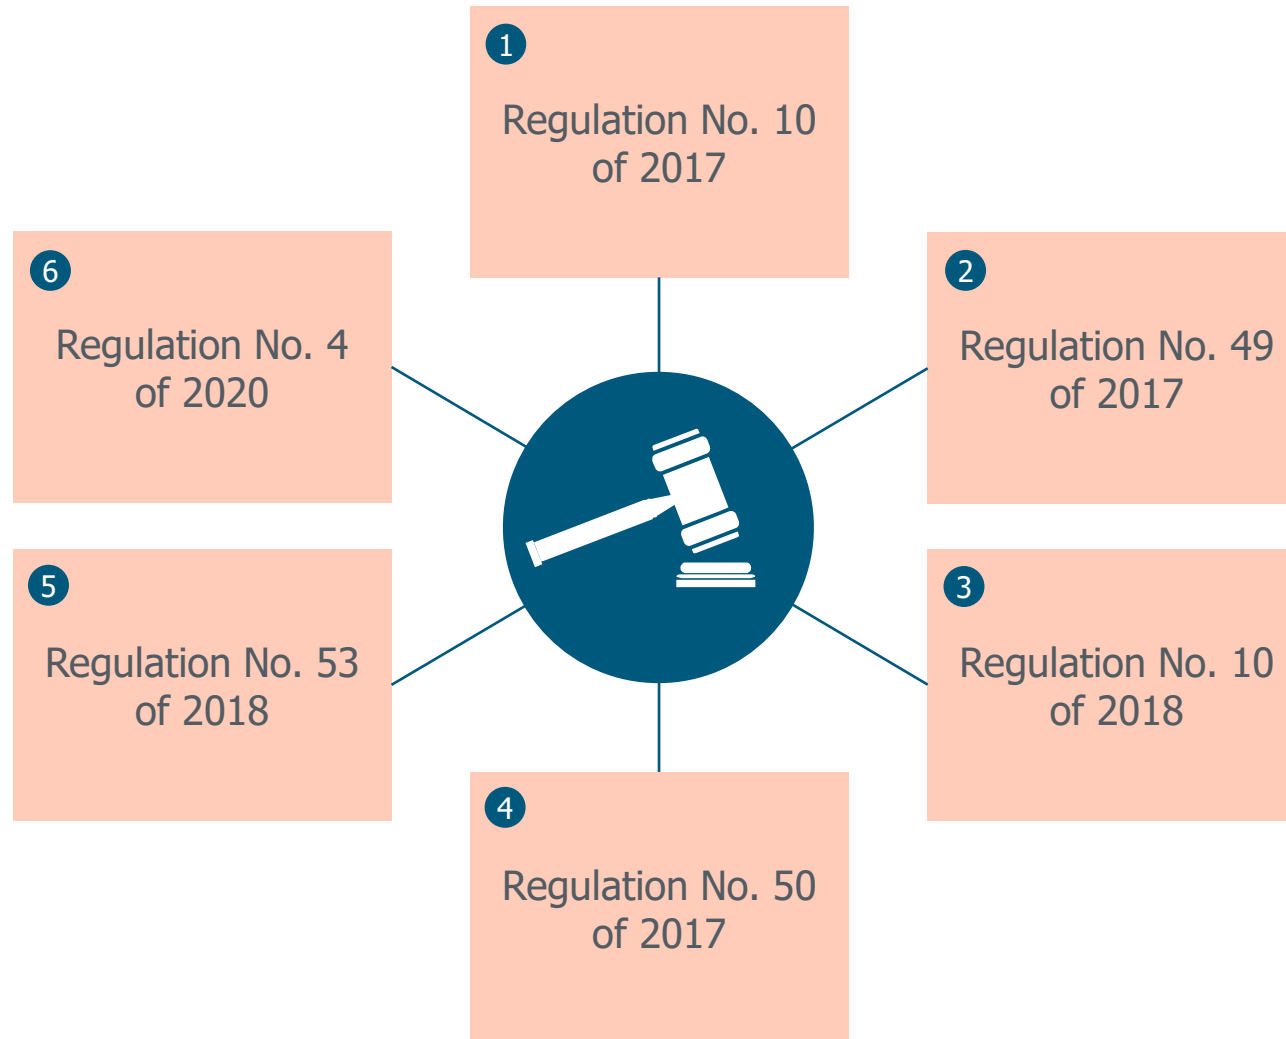 1
Regulation No. 10
of 2017
2
Regulation No. 49
of 2017
3
Regulation No. 10
of 2018
4
Regulation No. 50
of 2017
5
Regulation No. 53
of 2018
6
Regulation No. 4
of 2020